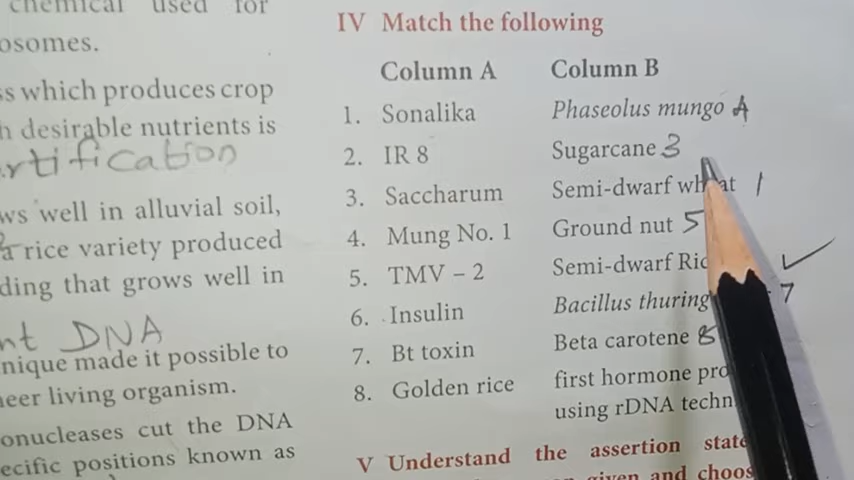 chemical used for
osomes.
ss which produces crop
h desirable nutrients is
rtification
ws well in alluvial soil,
a rice variety produced
ding that grows well in
nt DNA
nique made it possible to
neer living organism.
onucleases cut the DNA
ecific positions known as
IV Match the following
Column A Column B
1. Sonalika Phaseolus mungo 4
2. IR 8 Sugarcane 3
3. Saccharum Semi-dwarf wheat 1
4. Mung No. 1 Ground nut 5
5. TMV – 2 Semi-dwarf Ric
6. Insulin Bacillus thuring 7
7. Bt toxin Beta carotene 8
8. Golden rice first hormone pro
using rDNA techn
V Understand the assertion state
given and choos